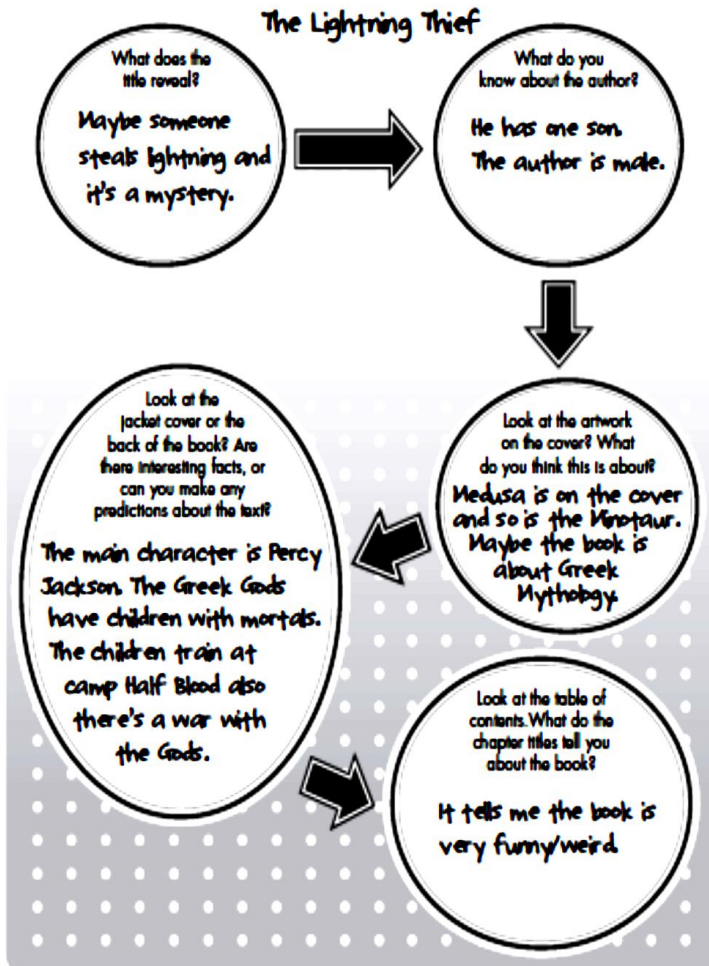 The Lightning Thief
What does the
title reveal?
Maybe someone
steals lightning and
it's a mystery.
What do you
know about the author?
He has one son.
The author is male.
Look at the artwork
on the cover? What
do you think this is about?
Medusa is on the cover
and so is the Minotaur.
Maybe the book is
about Greek
Mythology.
Look at the
jacket cover or the
back of the book? Are
there interesting facts, or
can you make any
predictions about the text?
The main character is Percy
Jackson. The Greek Gods
have children with mortals.
The children train at
camp Half Blood also
there's a war with
the Gods.
Look at the table of
contents. What do the
chapter titles tell you
about the book?
It tells me the book is
very funny/weird.